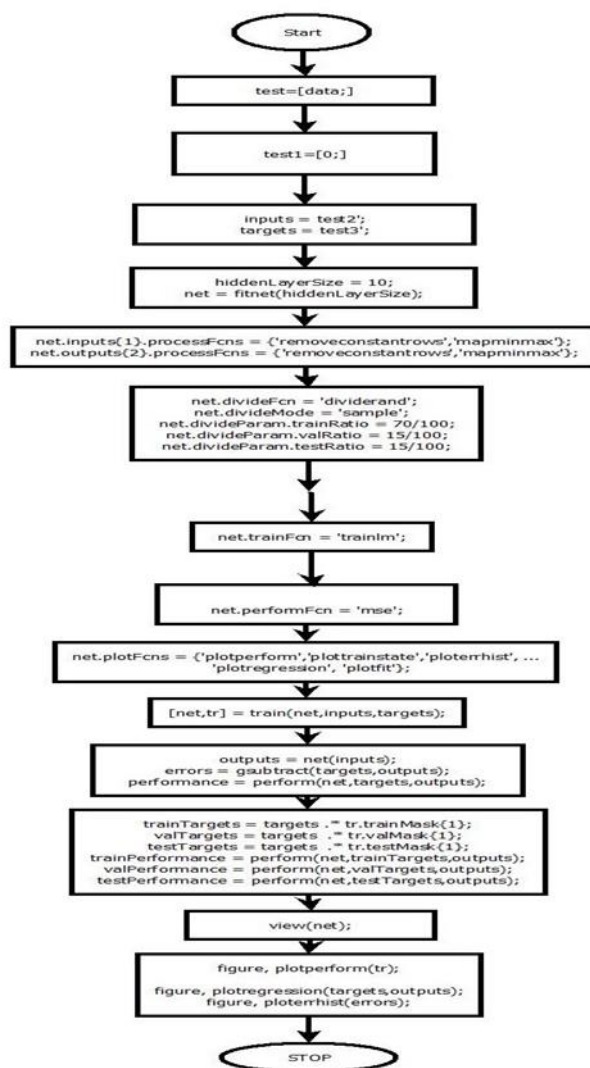 Start
test=[data;]
test1=[0;]
inputs = test2';
targets = test3';
hiddenLayerSize = 10;
net = fitnet(hiddenLayerSize);
net.inputs{1}.processFcns = {'removeconstantrows','mapminmax'};
net.outputs{2}.processFcns = {'removeconstantrows','mapminmax'};
net.divideFcn = 'dividerand';
net.divideMode = 'sample';
net.divideParam.trainRatio = 70/100;
net.divideParam.valRatio = 15/100;
net.divideParam.testRatio = 15/100;
net.trainFcn = 'trainlm';
net.performFcn = 'mse';
net.plotFcns = {'plotperform','plottrainstate','ploterrhist', ...
'plotregression', 'plotfit'};
[net,tr] = train(net,inputs,targets);
outputs = net(inputs);
errors = gsubtract(targets,outputs);
performance = perform(net,targets,outputs);
trainTargets = targets .* tr.trainMask{1};
valTargets = targets .* tr.valMask{1};
testTargets = targets .* tr.testMask{1};
trainPerformance = perform(net,trainTargets,outputs);
valPerformance = perform(net,valTargets,outputs);
testPerformance = perform(net,testTargets,outputs);
view(net);
figure, plotperform(tr);
figure, plotregression(targets,outputs);
figure, ploterrhist(errors);
STOP